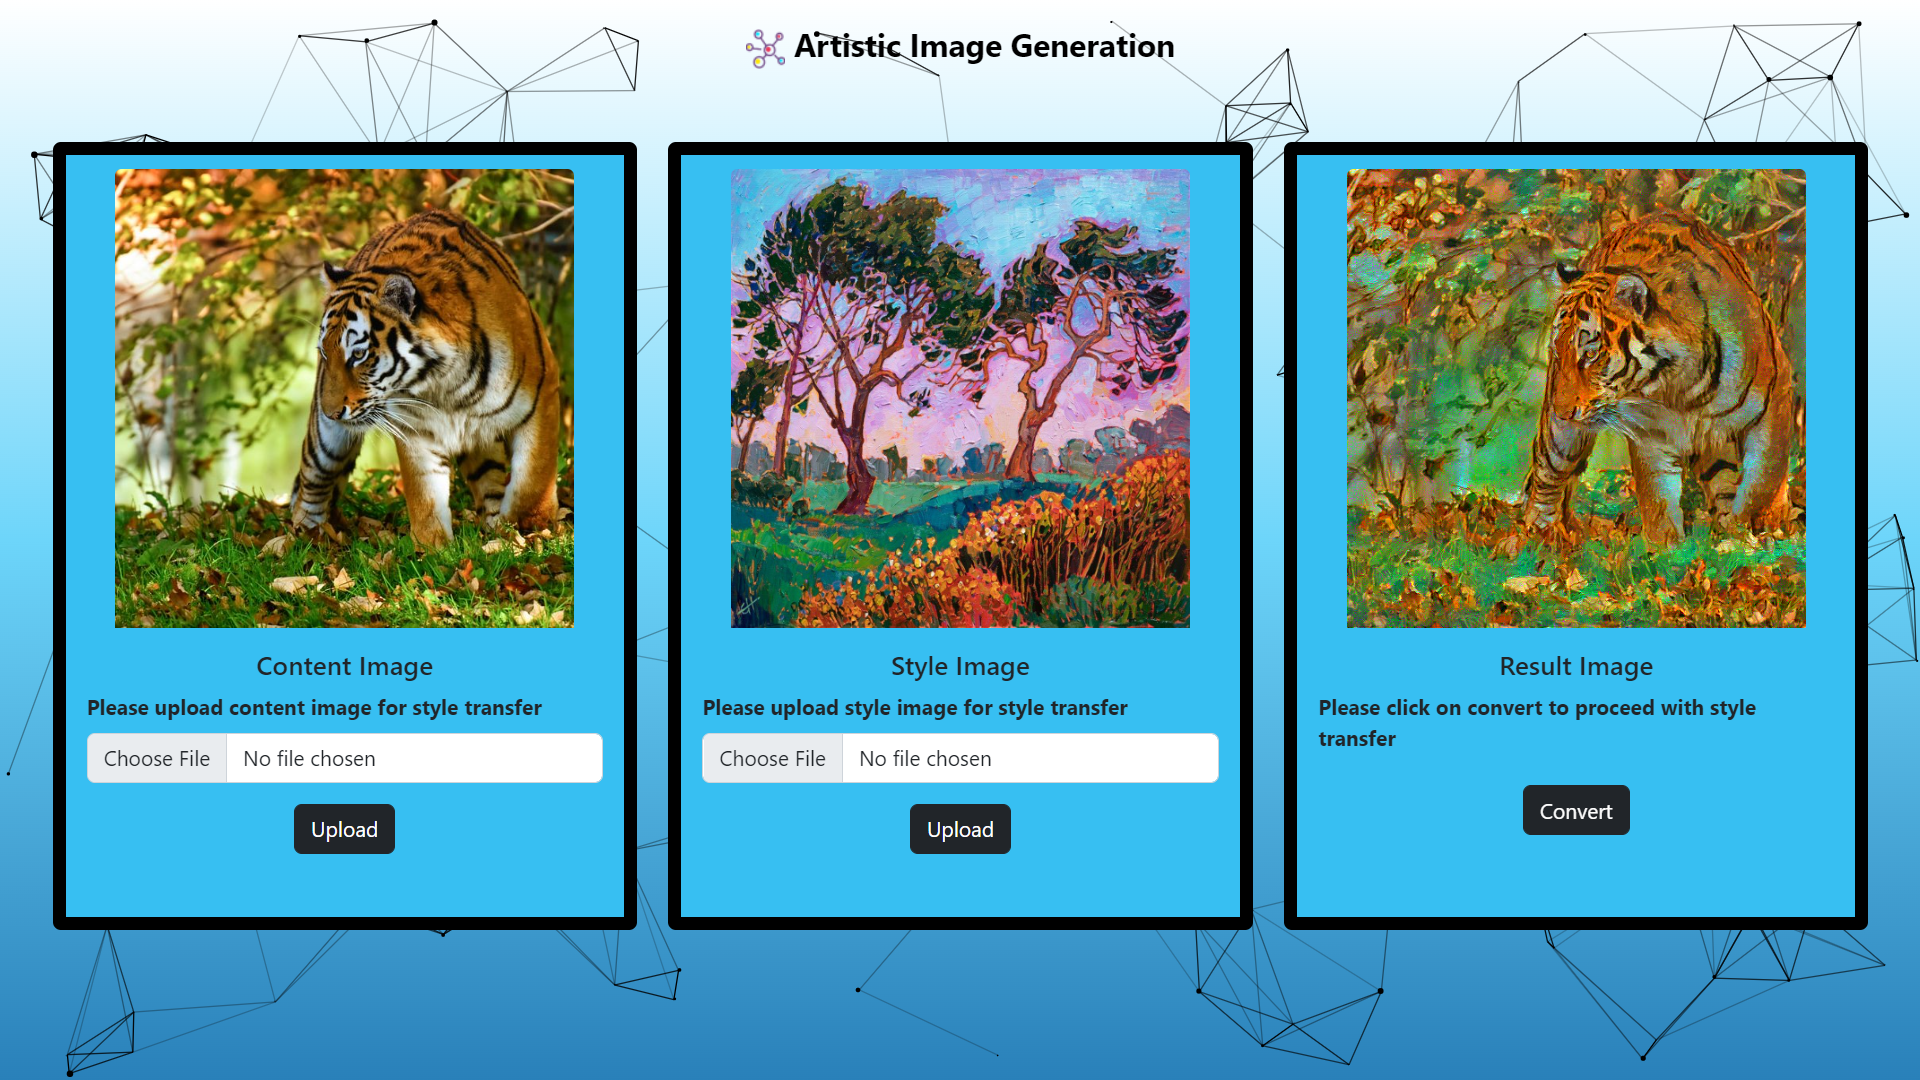 Artistic Image Generation
Content Image
Please upload content image for style transfer
Choose File No file chosen
Upload
Style Image
Please upload style image for style transfer
Choose File No file chosen
Upload
Result Image
Please click on convert to proceed with style
transfer
Convert